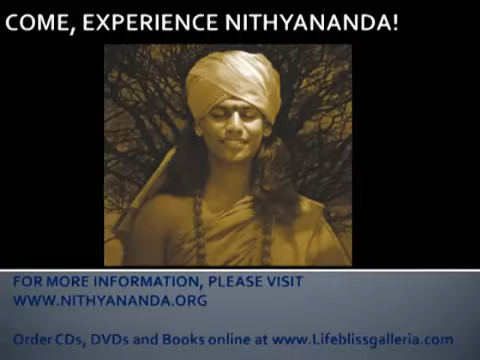 COME, EXPERIENCE NITHYANANDA!
FOR MORE INFORMATION, PLEASE VISIT
WWW.NITHYANANDA.ORG
Order CDs, DVDs and Books online at www.Lifeblissgalleria.com